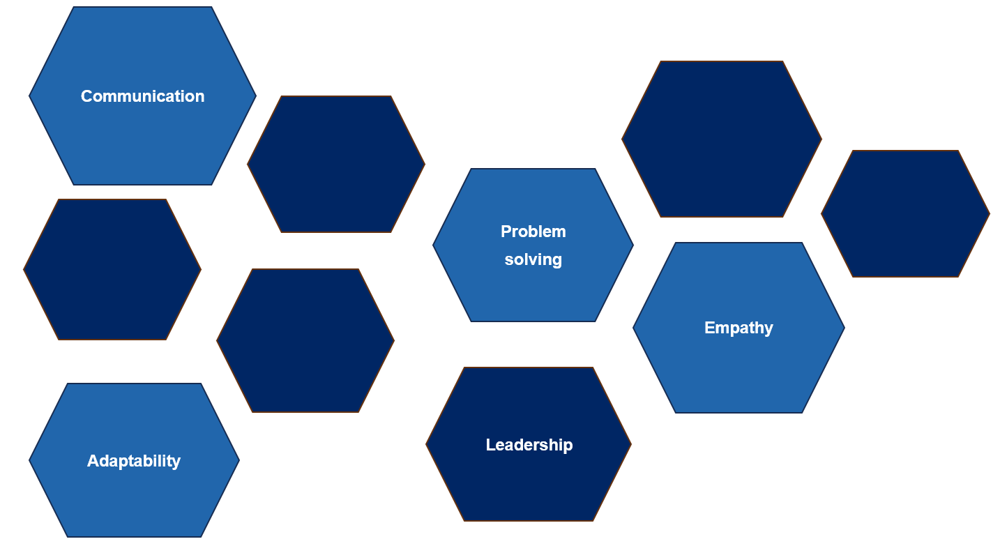 Communication
Problem
solving
Empathy
Leadership
Adaptability